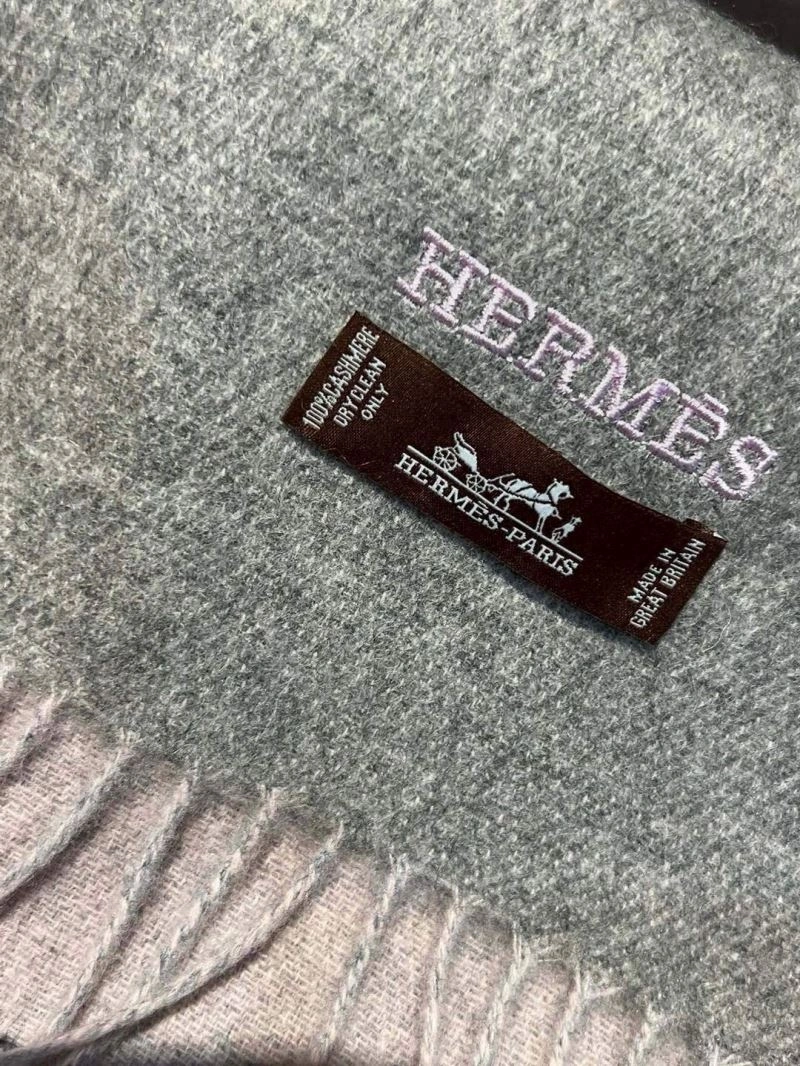 HERMÈS
100%CASHMERE
DRY CLEAN
ONLY
HERMÈS-PARIS
MADE IN
GREAT BRITAIN